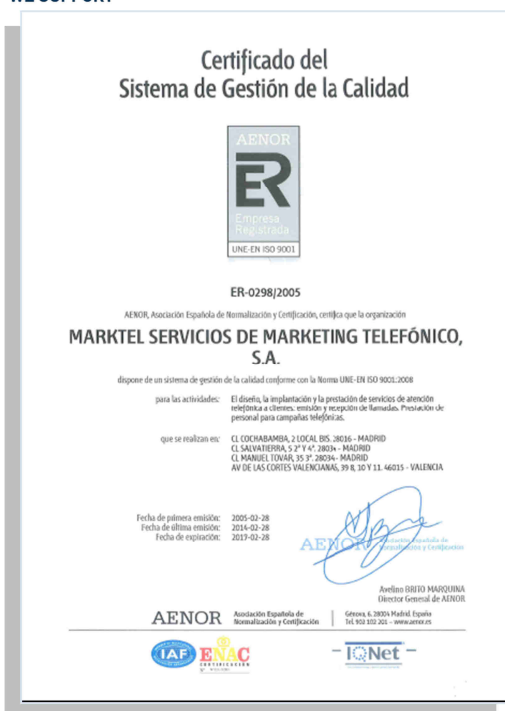 WE SUPPORT
Certificado del
Sistema de Gestión de la Calidad
AENOR
ER
Empresa
Registrada
UNE-EN ISO 9001
ER-0298/2005
AENOR, Asociación Española de Normalización y Certificación, certifica que la organización
MARKTEL SERVICIOS DE MARKETING TELEFÓNICO,
S.A.
dispone de un sistema de gestión de la calidad conforme con la Norma UNE-EN ISO 9001:2008
para las actividades: El diseño, la implantación y la prestación de servicios de atención
telefónica a clientes: emisión y recepción de llamadas. Prestación de
personal para campañas telefónicas.
que se realizan en: CL COCHABAMBA, 2 LOCAL BIS. 28016 - MADRID
CL SALVATIERRA, 5 2ª Y 4ª. 28034 - MADRID
CL MANUEL TOVAR, 35 3ª. 28034- MADRID
AV DE LAS CORTES VALENCIANAS, 39 8, 10 Y 11. 46015 - VALENCIA
Fecha de primera emisión: 2005-02-28
Fecha de última emisión: 2014-02-28
Fecha de expiración: 2017-02-28
AENOR Asociación Española de
Normalización y Certificación
Avelino BRITO MARQUINA
Director General de AENOR
AENOR Asociación Española de
Normalización y Certificación
Génova, 6. 28004 Madrid. España
Tel. 902 102 201 – www.aenor.es
IAF
ENAC
CERTIFICACIÓN
IQNet